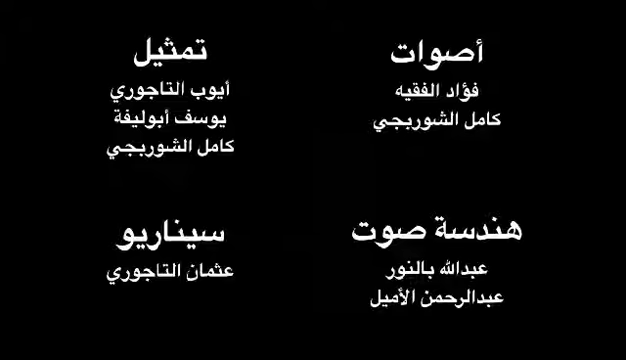 أصوات
فؤاد الفقيه
كامل الشوربجي
تمثيل
أيوب التاجوري
يوسف أبوليفة
كامل الشوربجي
هندسة صوت
عبدالله بالنور
عبدالرحمن الأميل
سيناريو
عثمان التاجوري